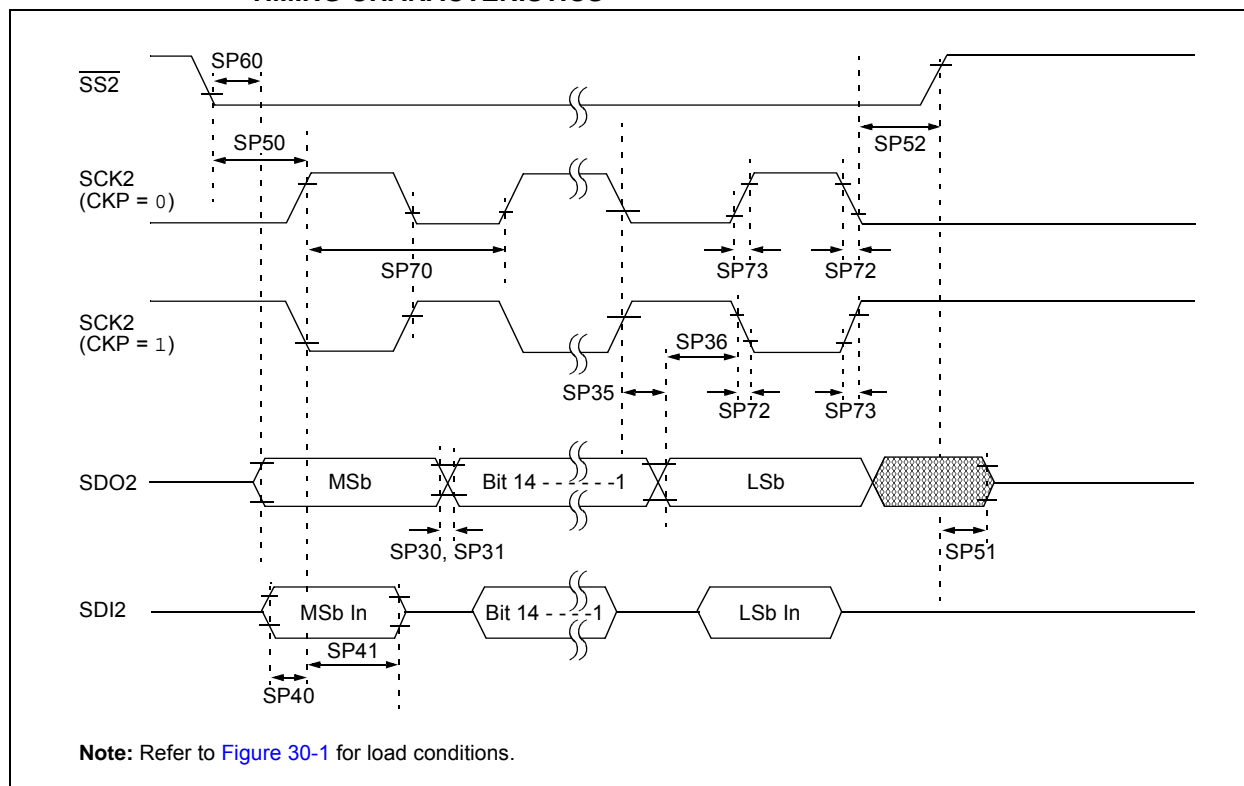 TIMING CHARACTERISTICS
SP60
SS2
SP50
SP52
SCK2
(CKP = 0)
SP70
SP73
SP72
SCK2
(CKP = 1)
SP36
SP35
SP72
SP73
SDO2
MSb
Bit 14 - - - - - -1
LSb
SP30, SP31
SP51
SDI2
MSb In
Bit 14 - - - -1
LSb In
SP41
SP40
Note: Refer to Figure 30-1 for load conditions.